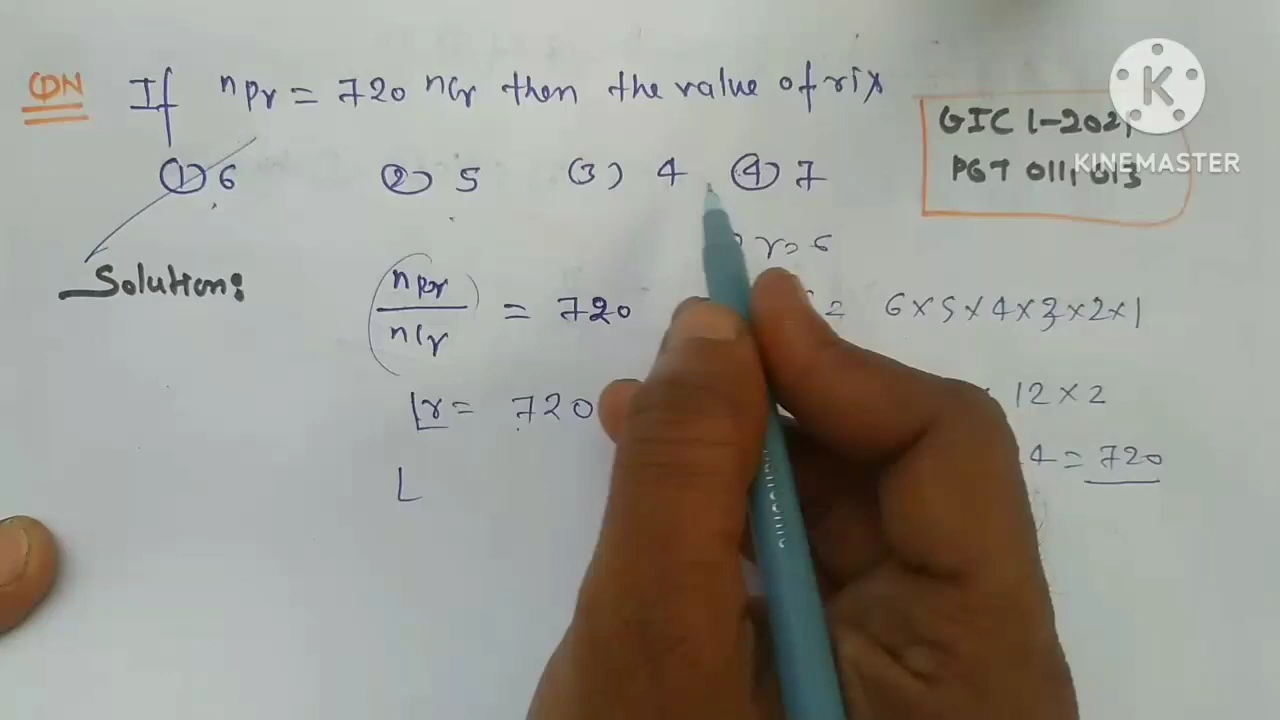 QN If nPr = 720 nCr then the value of r is
GIC 1-2021
PGT 0111, 013
K
KINEMASTER
① 6 ② 5 (3) 4 ④ 7
Solution:
nPr / nCr = 720
r = 6
= 6×5×4×3×2×1
⌊r = 720
12×2
4 = 720
⌊